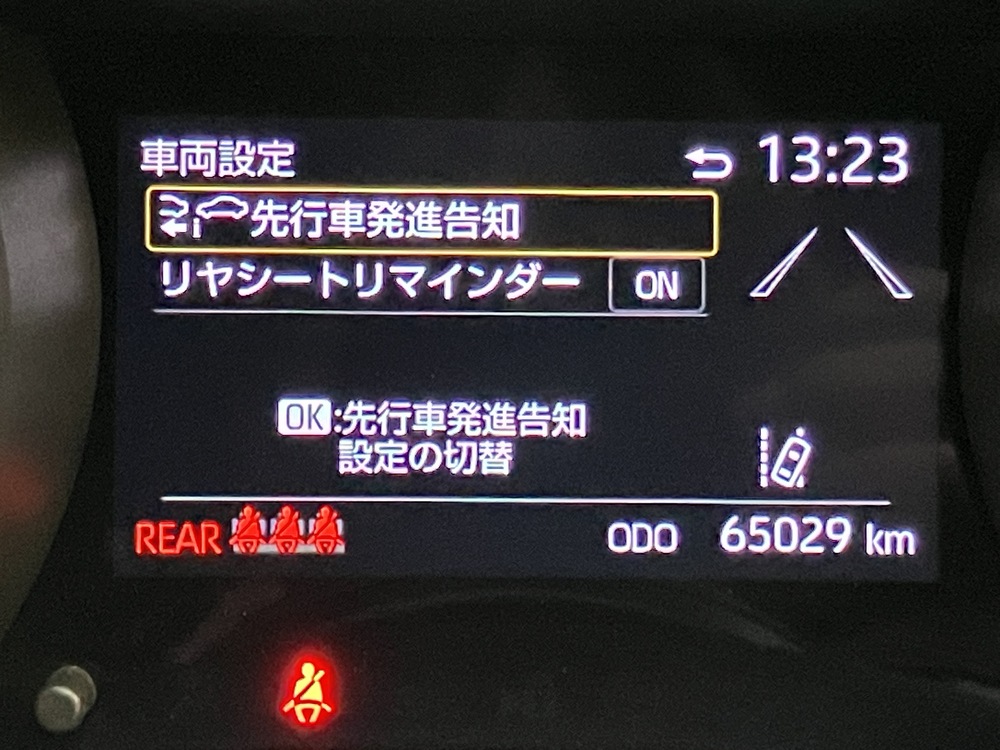 車両設定 13:23
先行車発進告知
リヤシートリマインダー ON
OK:先行車発進告知
設定の切替
REAR ODO 65029 km